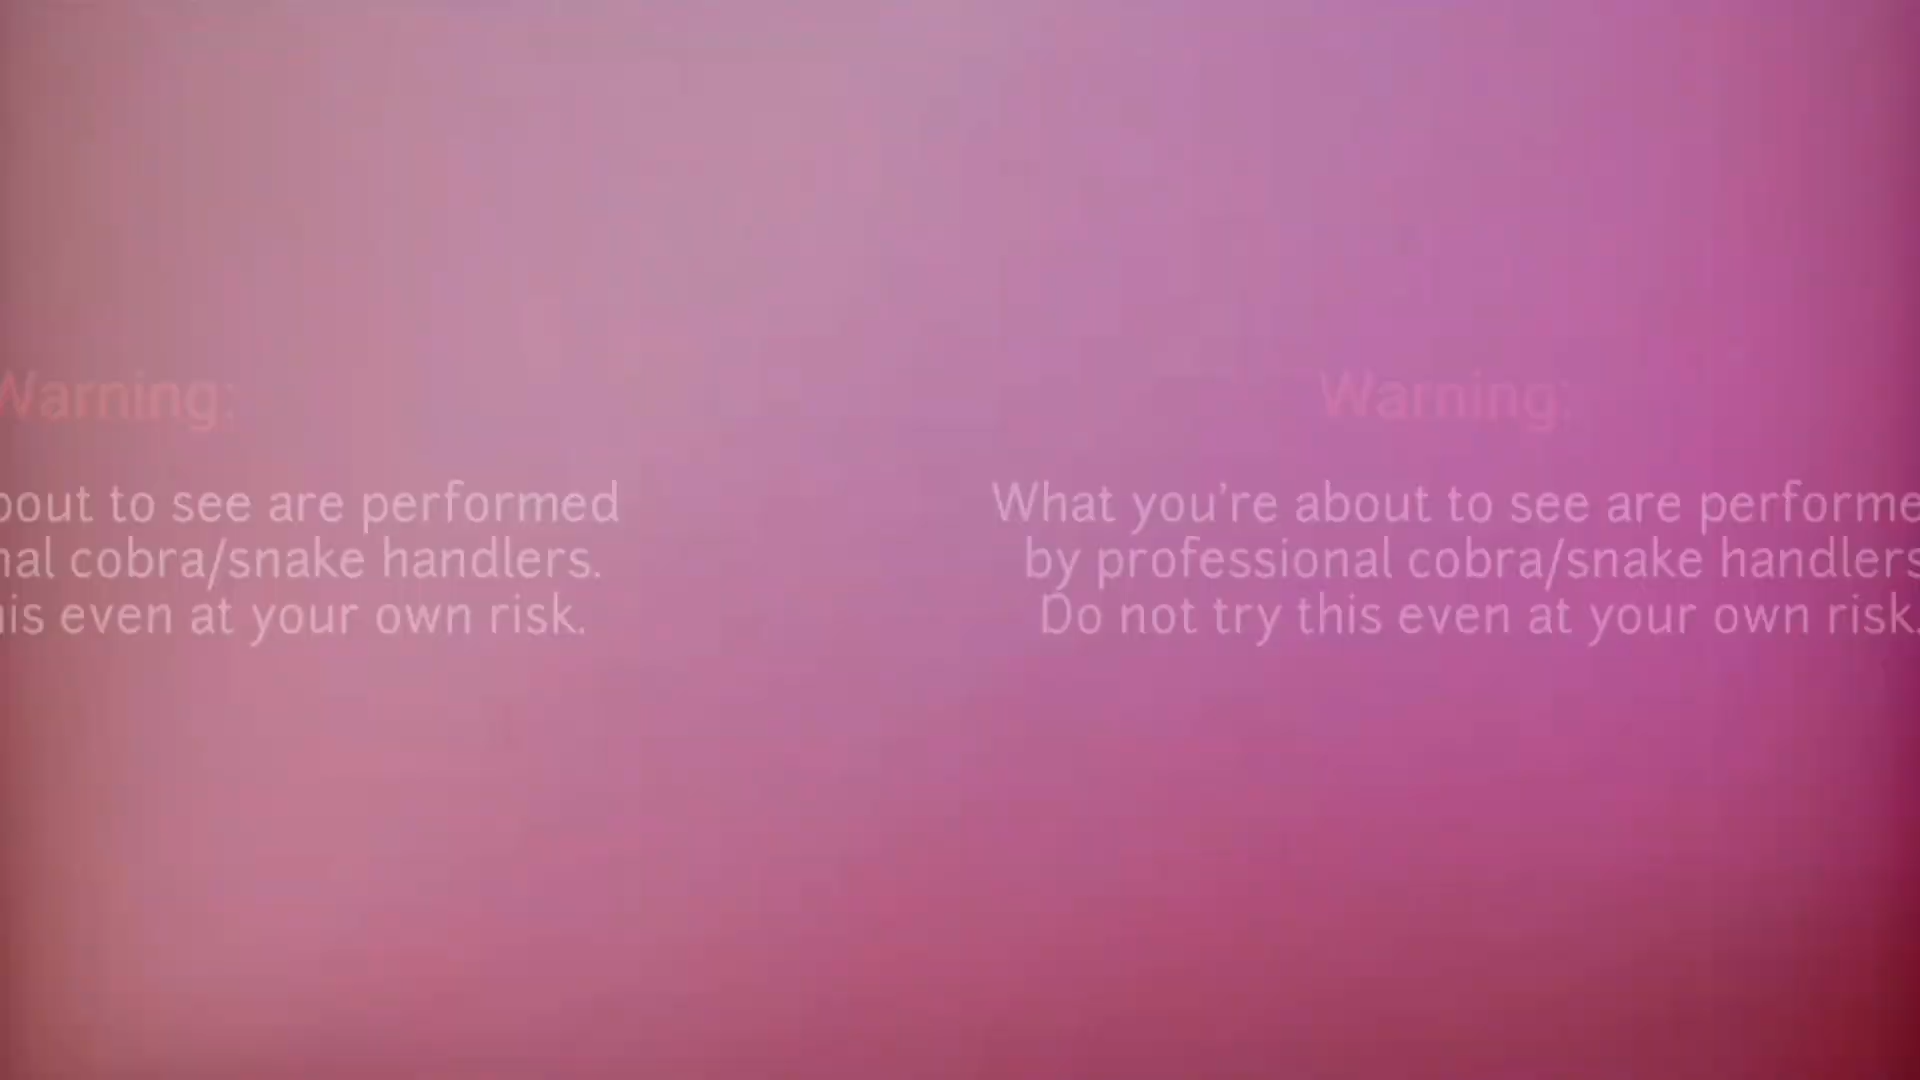 Warning:
bout to see are performed
nal cobra/snake handlers.
is even at your own risk.
Warning:
What you're about to see are performe
by professional cobra/snake handlers
Do not try this even at your own risk.